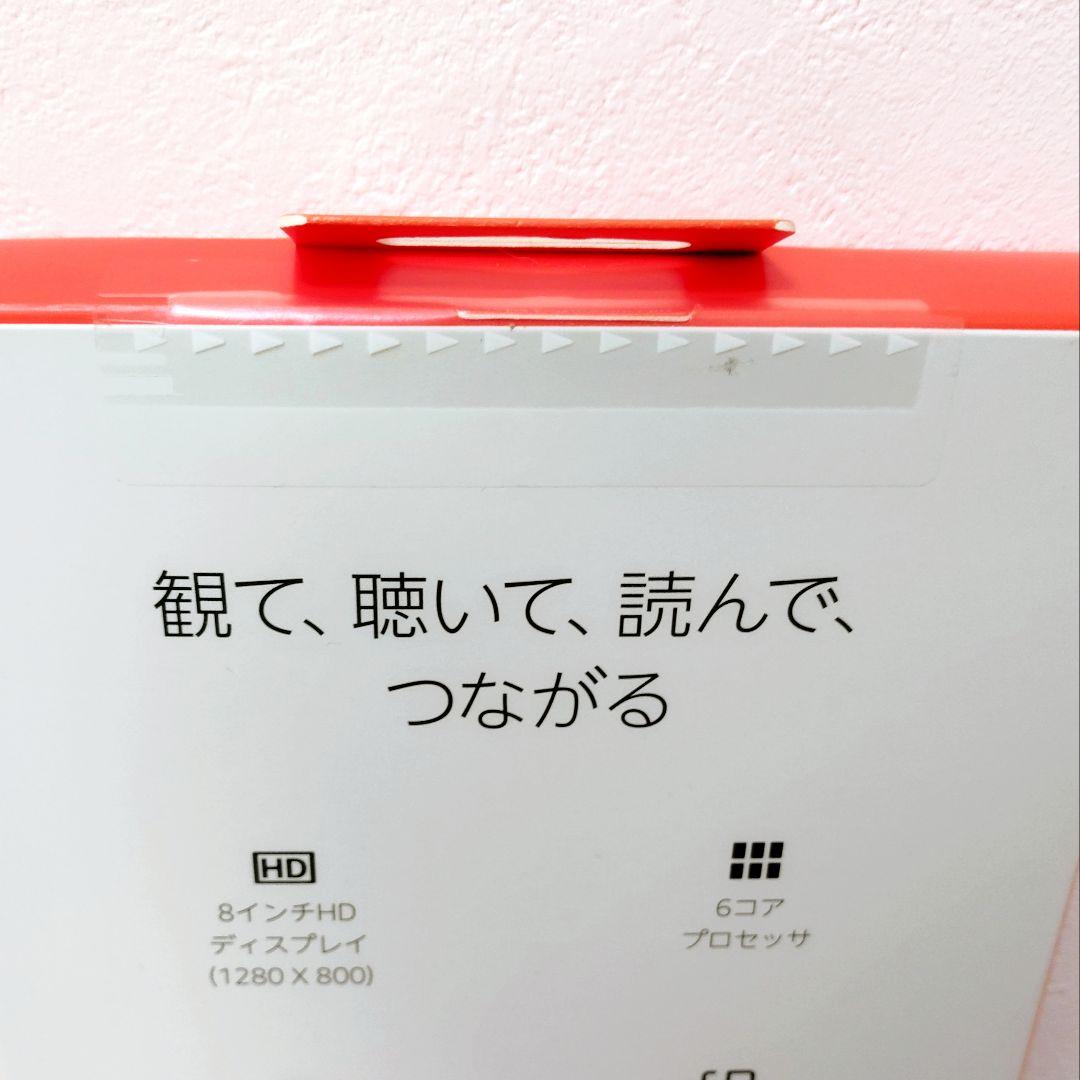 観て、聴いて、読んで、
つながる
HD
8インチHD
ディスプレイ
(1280 X 800)
6コア
プロセッサ